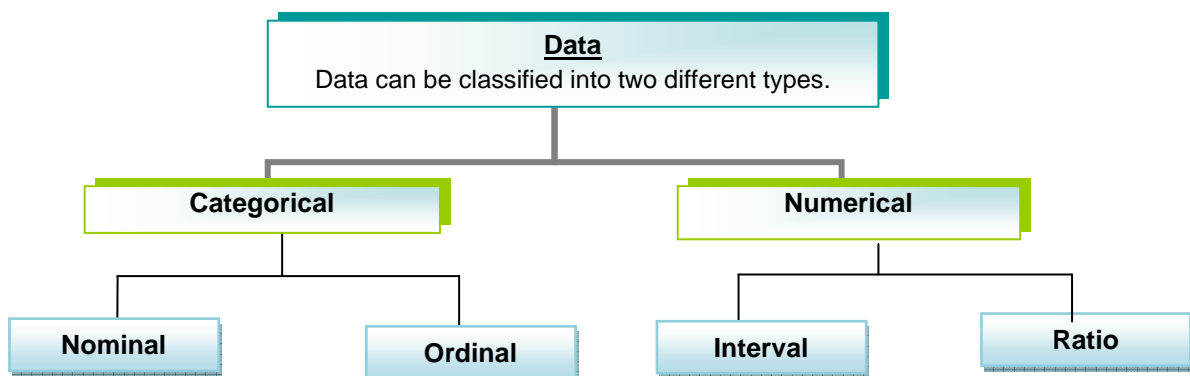 Data
Data can be classified into two different types.
Categorical
Numerical
Nominal
Ordinal
Interval
Ratio